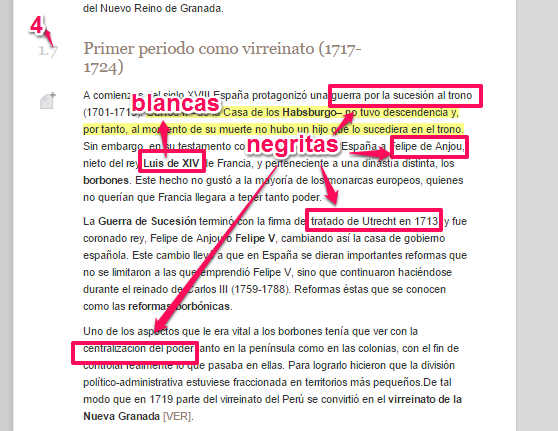 del Nuevo Reino de Granada.
4
1.7
Primer periodo como virreinato (1717-
1724)
blancas
A comienzos el siglo XVIII España protagonizó una guerra por la sucesión al trono
(1701-1713). de la Casa de los Habsburgo– no tuvo descendencia y,
por tanto, al momento de su muerte no hubo un hijo que lo sucediera en el trono.
negritas
Sin embargo, en su testamento España a Felipe de Anjou,
nieto del rey Luis de XIV de Francia, y perteneciente a una dinastía distinta, los
borbones. Este hecho no gustó a la mayoría de los monarcas europeos, quienes
no querían que Francia llegara a tener tanto poder.
La Guerra de Sucesión terminó con la firma del tratado de Utrecht en 1713 y fue
coronado rey, Felipe de Anjou o Felipe V, cambiando así la casa de gobierno
española. Este cambio llevó a que en España se dieran importantes reformas que
no se limitaron a las que emprendió Felipe V, sino que continuaron haciéndose
durante el reinado de Carlos III (1759-1788). Reformas éstas que se conocen
como las reformas borbónicas.
Uno de los aspectos que le era vital a los borbones tenía que ver con la
centralización del poder tanto en la península como en las colonias, con el fin de
controlar realmente lo que pasaba en ellas. Para lograrlo hicieron que la división
político-administrativa estuviese fraccionada en territorios más pequeños.De tal
modo que en 1719 parte del virreinato del Perú se convirtió en el virreinato de la
Nueva Granada [VER].